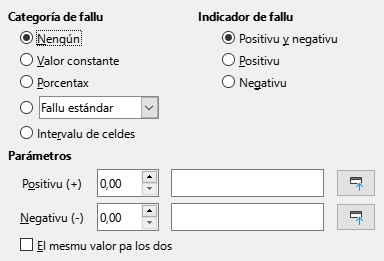 Categoría de fallu
Indicador de fallu
Nengún
Positivu y negativu
Valor constante
Positivu
Porcentax
Negativu
Fallu estándar
Intervalu de celdes
Parámetros
Positivu (+) 0,00
Negativu (-) 0,00
El mesmu valor pa los dos